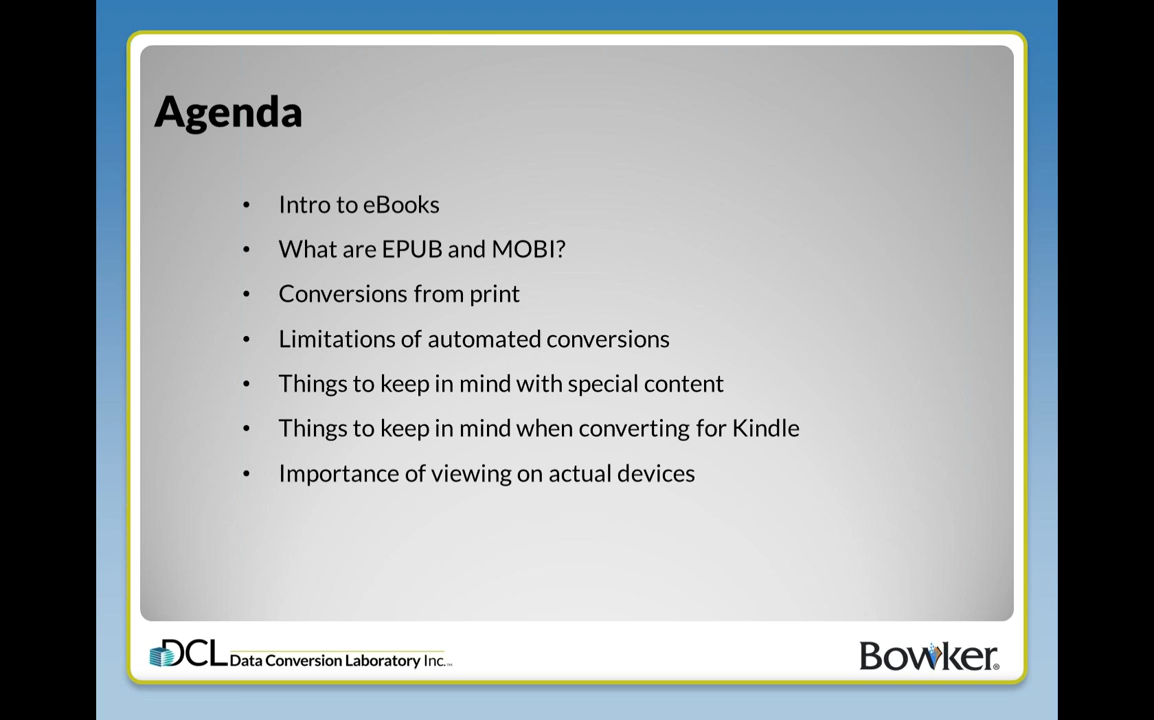 Agenda
• Intro to eBooks
• What are EPUB and MOBI?
• Conversions from print
• Limitations of automated conversions
• Things to keep in mind with special content
• Things to keep in mind when converting for Kindle
• Importance of viewing on actual devices
DCL Data Conversion Laboratory Inc.™
Bowker®